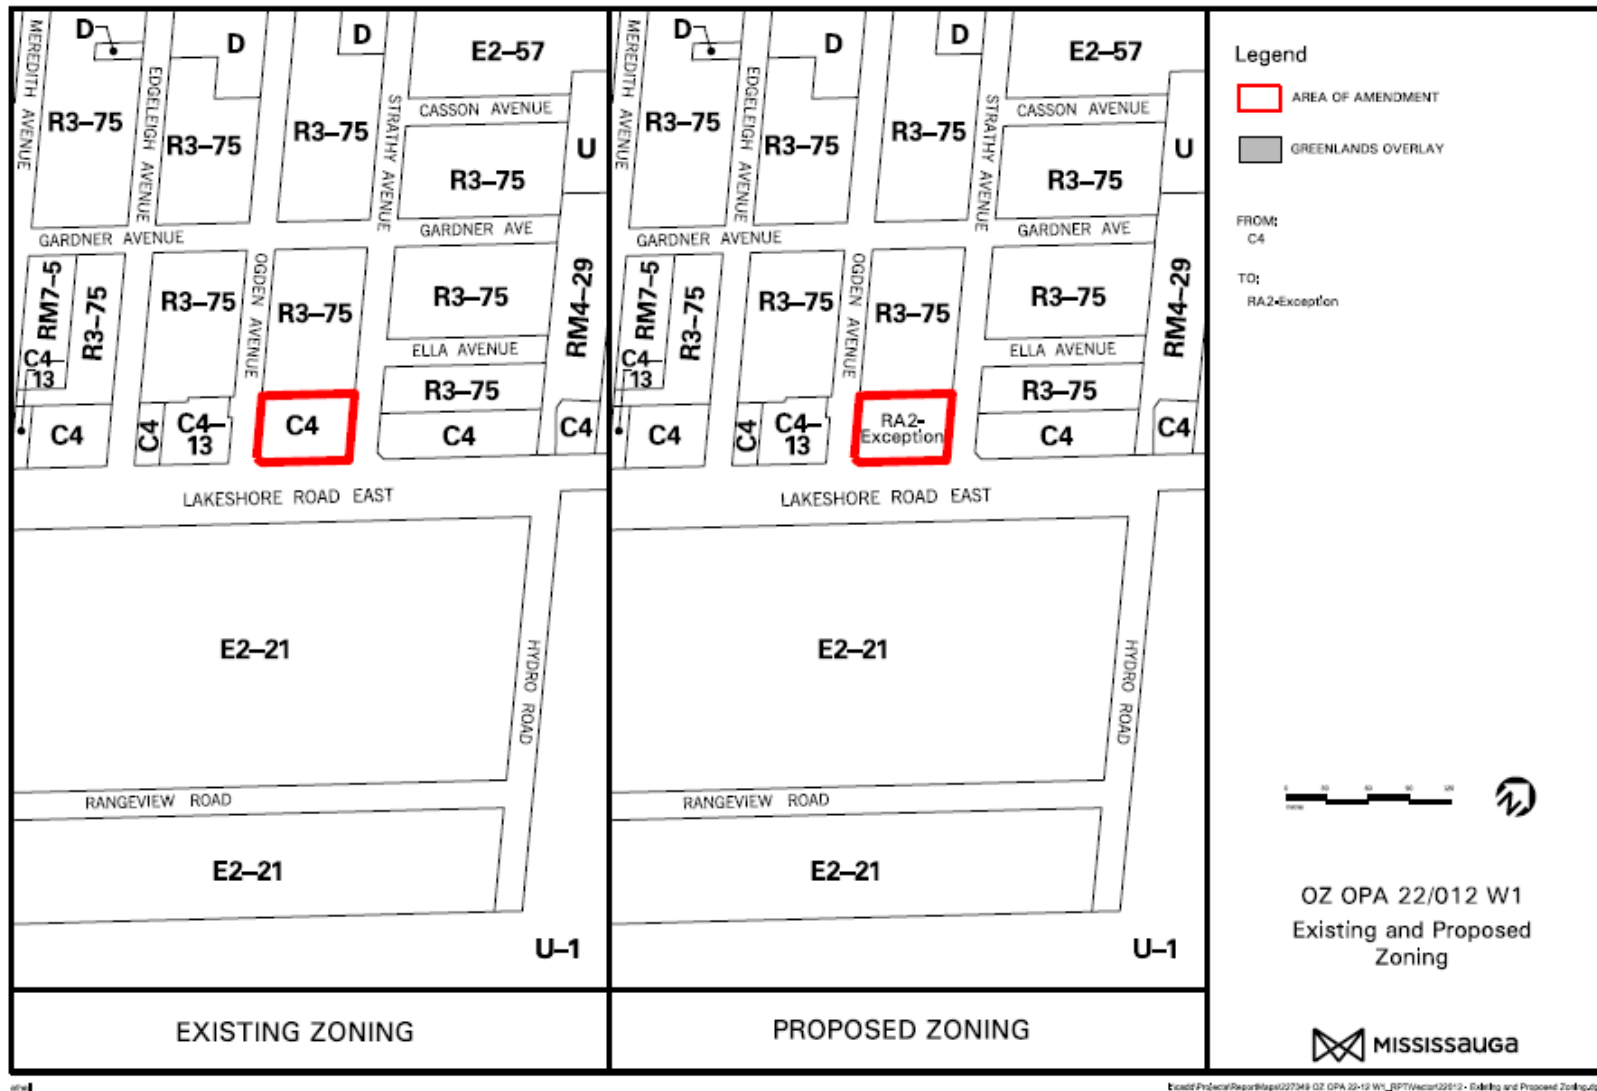 D
D
D
E2–57
MEREDITH AVENUE
EDGELEIGH AVENUE
STRATHY AVENUE
CASSON AVENUE
R3–75
R3–75
R3–75
U
R3–75
GARDNER AVENUE
GARDNER AVE
RM7–5
R3–75
R3–75
OGDEN AVENUE
R3–75
R3–75
RM4–29
ELLA AVENUE
C4–
13
R3–75
C4
C4
C4–
13
C4
C4
C4
LAKESHORE ROAD EAST
E2–21
HYDRO ROAD
RANGEVIEW ROAD
E2–21
U–1
EXISTING ZONING
D
D
D
E2–57
MEREDITH AVENUE
EDGELEIGH AVENUE
STRATHY AVENUE
CASSON AVENUE
R3–75
R3–75
R3–75
U
R3–75
GARDNER AVENUE
GARDNER AVE
RM7–5
R3–75
R3–75
OGDEN AVENUE
R3–75
R3–75
RM4–29
ELLA AVENUE
C4–
13
R3–75
C4
C4
C4–
13
RA2-
Exception
C4
C4
LAKESHORE ROAD EAST
E2–21
HYDRO ROAD
RANGEVIEW ROAD
E2–21
U–1
PROPOSED ZONING
Legend
AREA OF AMENDMENT
GREENLANDS OVERLAY
FROM:
C4
TO:
RA2-Exception
N
OZ OPA 22/012 W1
Existing and Proposed
Zoning
MISSISSAUGA